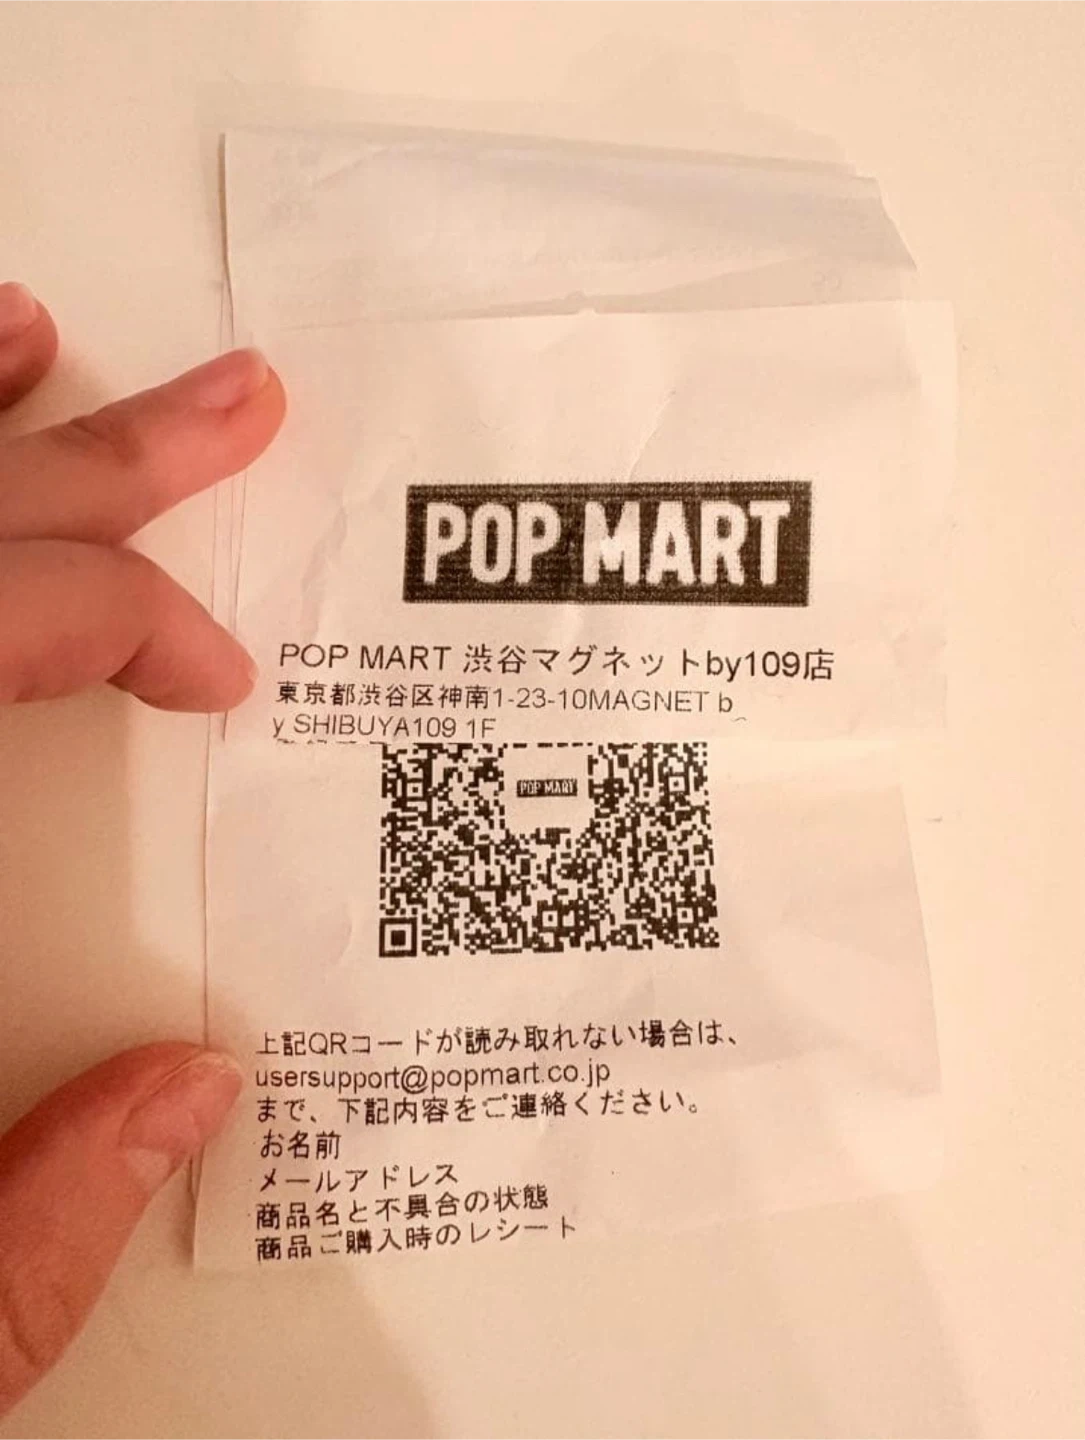 POP MART
POP MART 渋谷マグネットby109店
東京都渋谷区神南1-23-10MAGNET b
y SHIBUYA109 1F
POP MART
上記QRコードが読み取れない場合は、
usersupport@popmart.co.jp
まで、下記内容をご連絡ください。
お名前
メールアドレス
商品名と不具合の状態
商品ご購入時のレシート